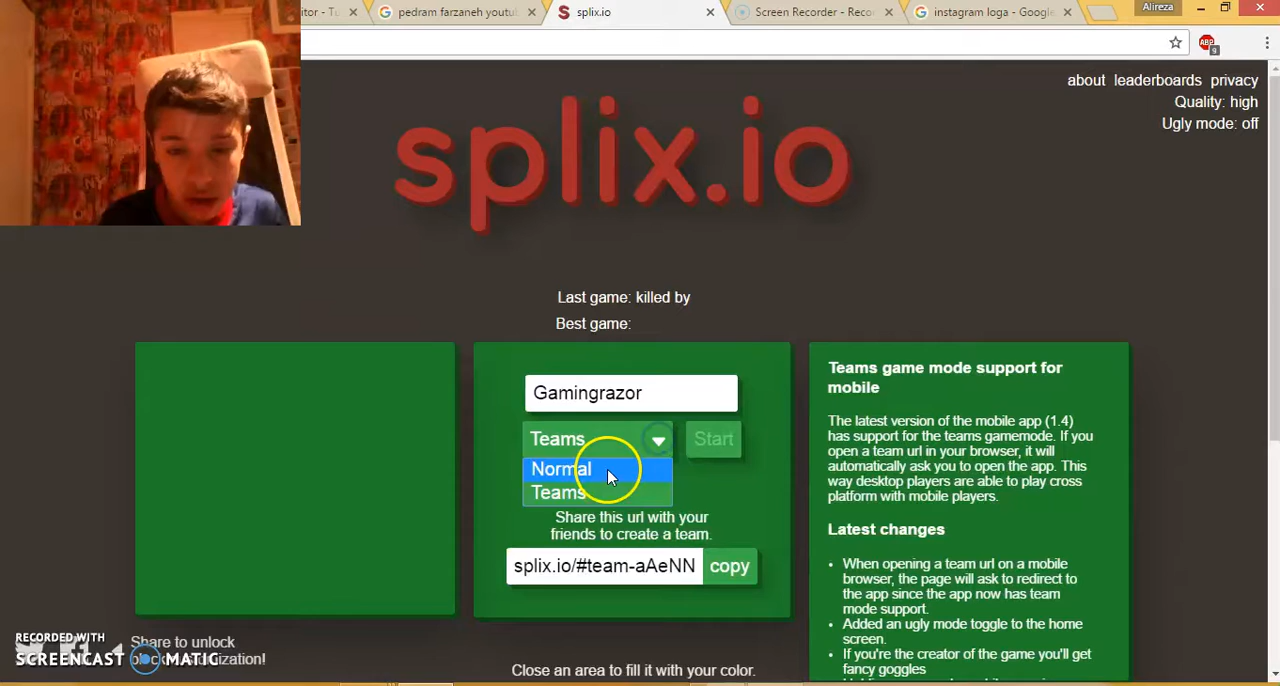 itor - Tu
pedram farzaneh youtu
splix.io
Screen Recorder - Reco
instagram loga - Google
Alireza
ABP
9
about leaderboards privacy
Quality: high
Ugly mode: off
splix.io
Last game: killed by
Best game:
Gamingrazor
Teams
Start
Normal
Teams
Share this url with your
friends to create a team.
splix.io/#team-aAeNN
copy
Teams game mode support for
mobile
The latest version of the mobile app (1.4)
has support for the teams gamemode. If you
open a team url in your browser, it will
automatically ask you to open the app. This
way desktop players are able to play cross
platform with mobile players.
Latest changes
• When opening a team url on a mobile
browser, the page will ask to redirect to
the app since the app now has team
mode support.
• Added an ugly mode toggle to the home
screen.
• If you're the creator of the game you'll get
fancy goggles
Share to unlock
RECORDED WITH
SCREENCAST MATIC
Close an area to fill it with your color.